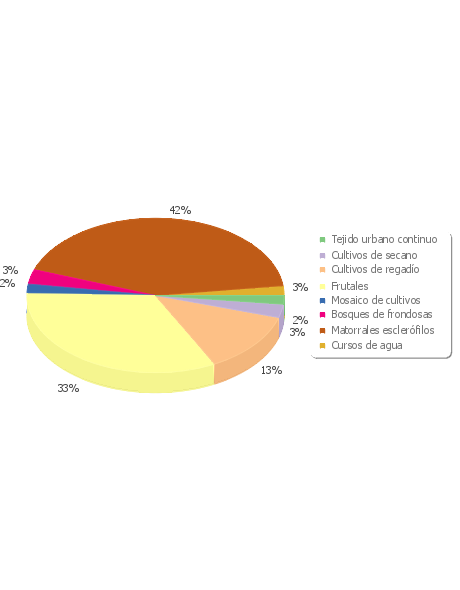 42%
3%
2%
3%
2%
3%
13%
33%
Tejido urbano continuo
Cultivos de secano
Cultivos de regadío
Frutales
Mosaico de cultivos
Bosques de frondosas
Matorrales esclerófilos
Cursos de agua